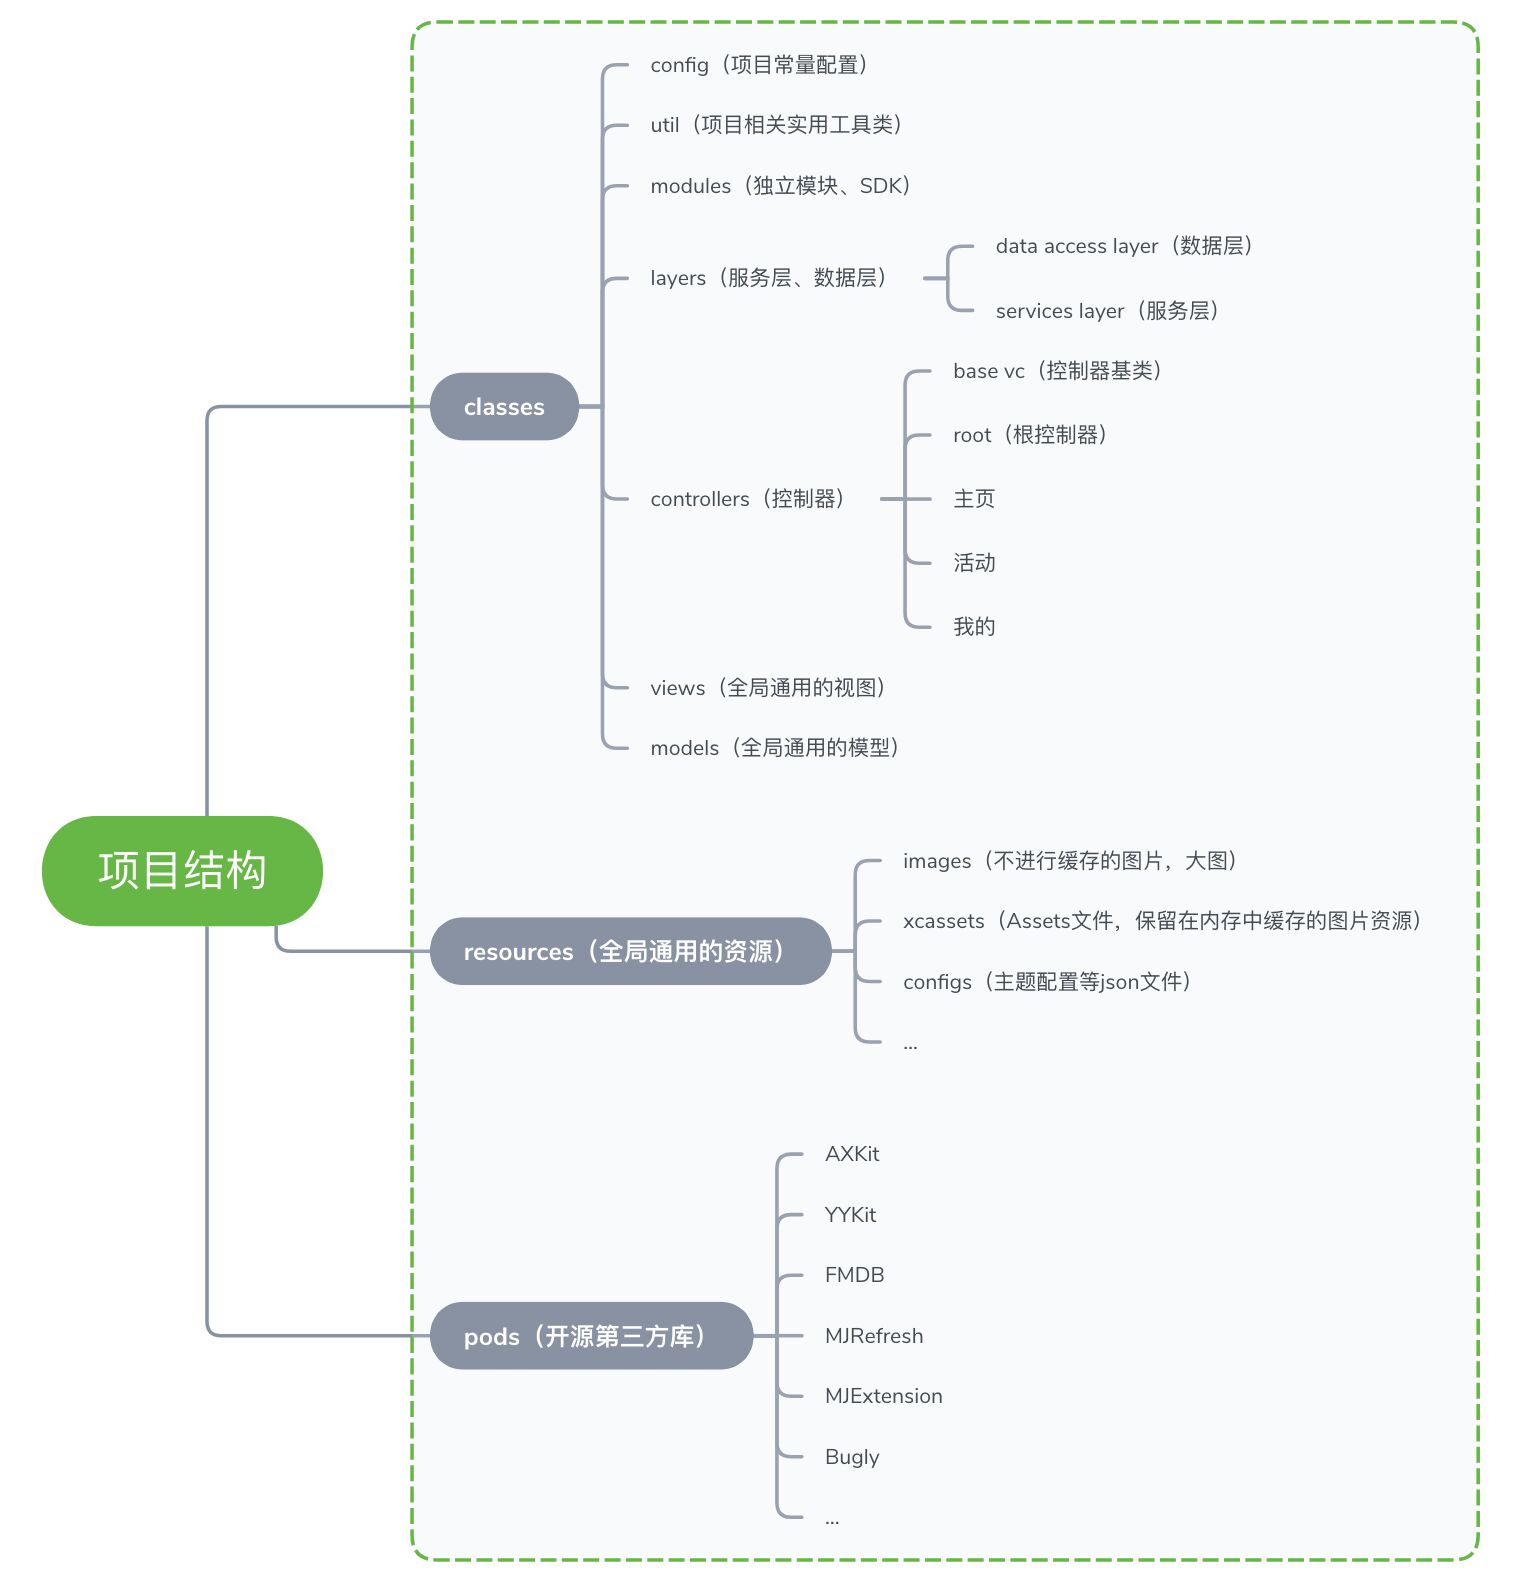 项目结构
classes
config（项目常量配置）
util（项目相关实用工具类）
modules（独立模块、SDK）
layers（服务层、数据层）
data access layer（数据层）
services layer（服务层）
controllers（控制器）
base vc（控制器基类）
root（根控制器）
主页
活动
我的
views（全局通用的视图）
models（全局通用的模型）
resources（全局通用的资源）
images（不进行缓存的图片，大图）
xcassets（Assets文件，保留在内存中缓存的图片资源）
configs（主题配置等json文件）
...
pods（开源第三方库）
AXKit
YYKit
FMDB
MJRefresh
MJExtension
Bugly
...